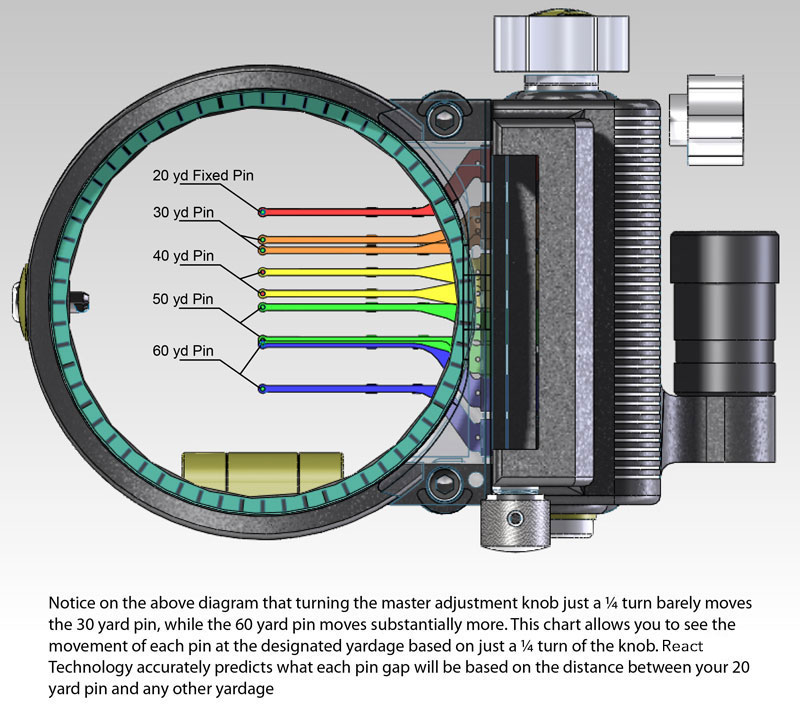 20 yd Fixed Pin
30 yd Pin
40 yd Pin
50 yd Pin
60 yd Pin
Notice on the above diagram that turning the master adjustment knob just a ¼ turn barely moves
the 30 yard pin, while the 60 yard pin moves substantially more. This chart allows you to see the
movement of each pin at the designated yardage based on just a ¼ turn of the knob. React
Technology accurately predicts what each pin gap will be based on the distance between your 20
yard pin and any other yardage